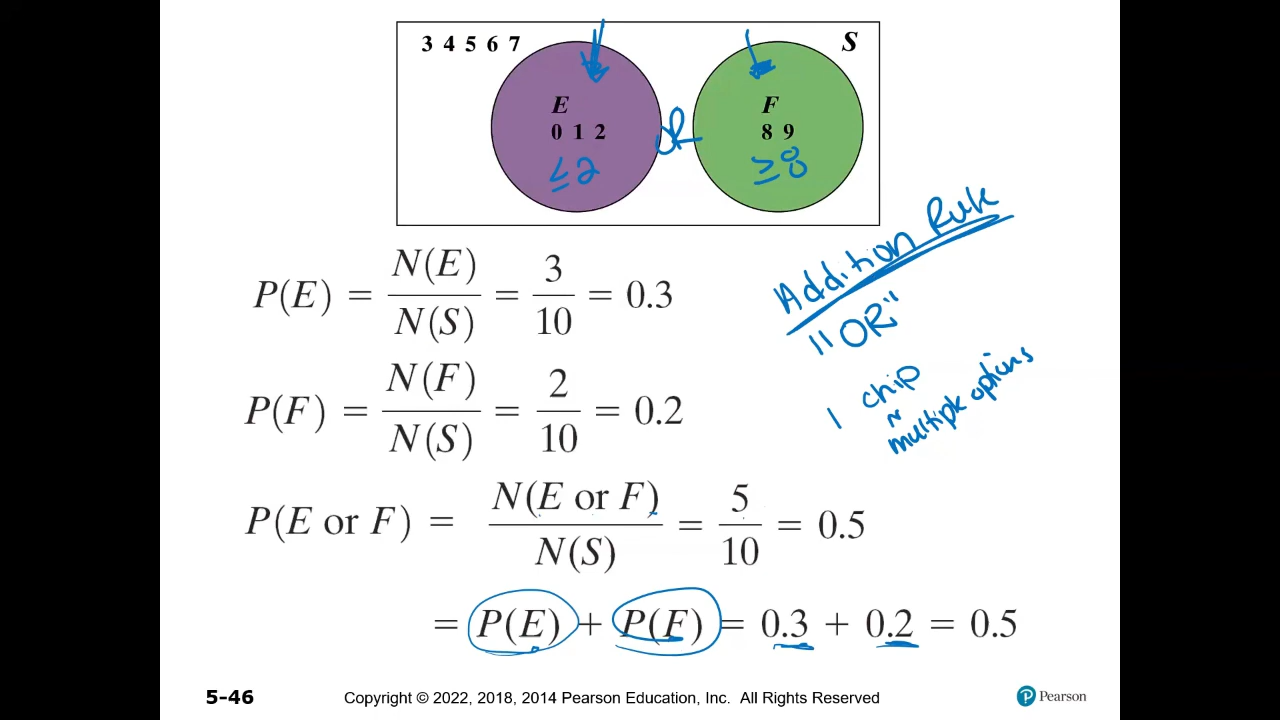 3 4 5 6 7
S
E
0 1 2
≤2
OR
F
8 9
≥8
Addition Rule
"OR"
1 chip
multiple options
P(E) = N(E)/N(S) = 3/10 = 0.3
P(F) = N(F)/N(S) = 2/10 = 0.2
P(E or F) = N(E or F)/N(S) = 5/10 = 0.5
= P(E) + P(F) = 0.3 + 0.2 = 0.5
5-46
Copyright © 2022, 2018, 2014 Pearson Education, Inc. All Rights Reserved
P Pearson